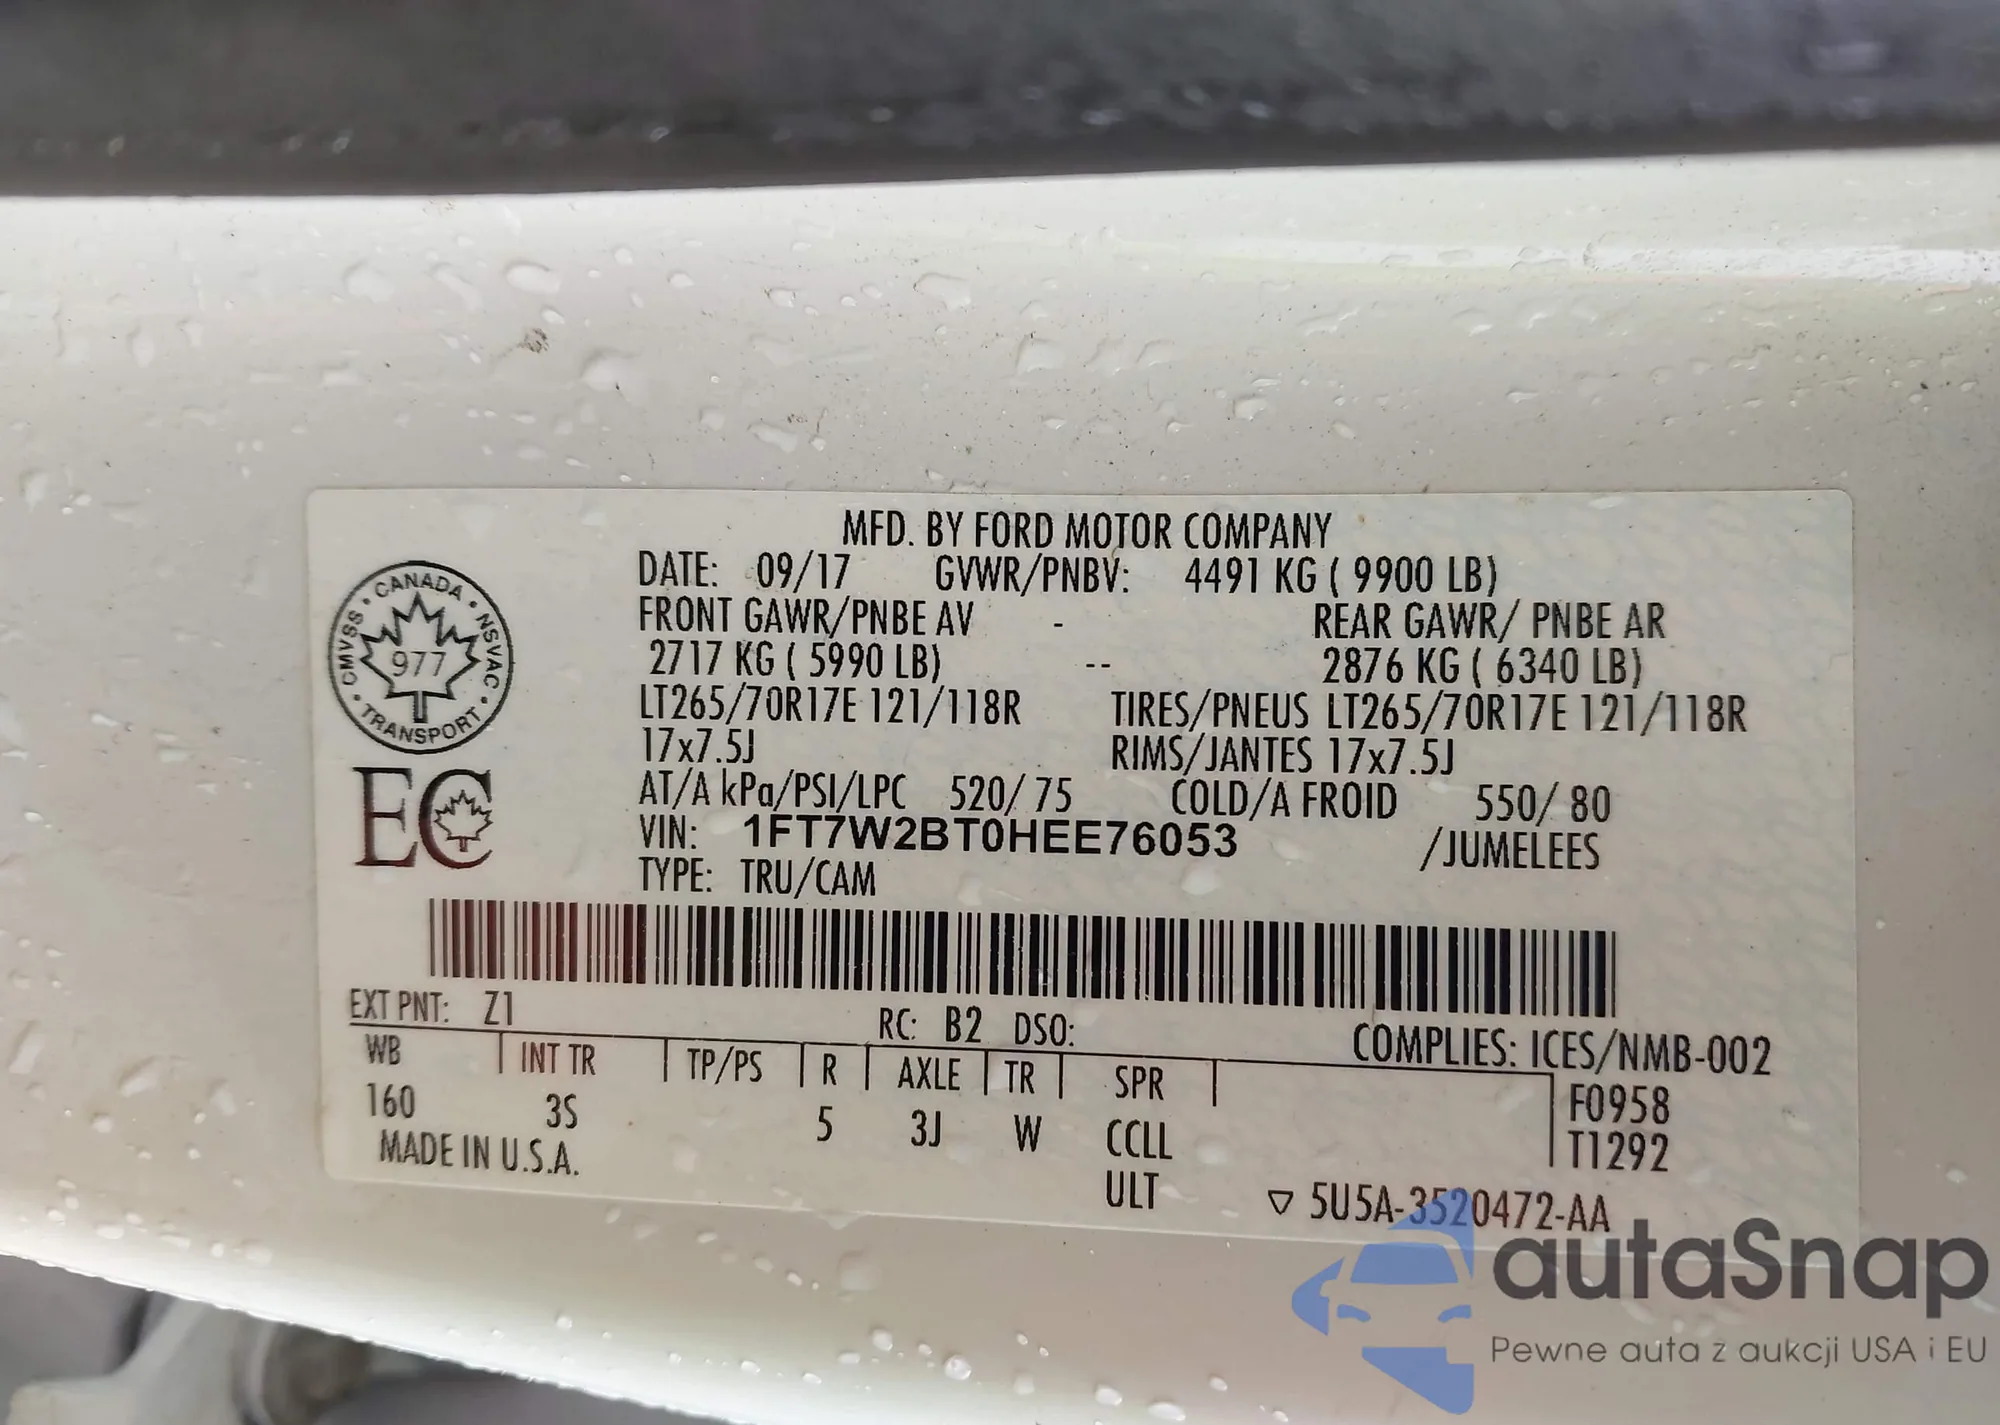 MFD. BY FORD MOTOR COMPANY
DATE: 09/17 GVWR/PNBV: 4491 KG ( 9900 LB)
FRONT GAWR/PNBE AV - REAR GAWR/ PNBE AR
2717 KG ( 5990 LB) -- 2876 KG ( 6340 LB)
LT265/70R17E 121/118R TIRES/PNEUS LT265/70R17E 121/118R
17x7.5J RIMS/JANTES 17x7.5J
AT/A kPa/PSI/LPC 520/ 75 COLD/A FROID 550/ 80
VIN: 1FT7W2BT0HEE76053 /JUMELEES
TYPE: TRU/CAM
CANADA • NSVAC • TRANSPORT • CMVSS •
977
EC
EXT PNT: Z1 RC: B2 DSO: COMPLIES: ICES/NMB-002
WB INT TR TP/PS R AXLE TR SPR F0958
160 3S 5 3J W CCLL T1292
MADE IN U.S.A. ULT ▽ 5U5A-3520472-AA
autaSnap
Pewne auta z aukcji USA i EU